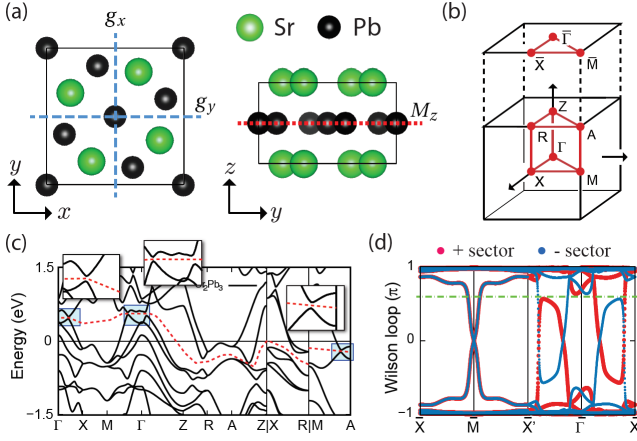 (a)
g_x
g_y
y
x
Sr
Pb
M_z
z
y
(b)
Γ̄
X̄
M̄
Z
R
A
Γ
X
M
(c)
Energy (eV)
1.5
0
−1.5
₂Pb₃
Γ X M Γ Z R A Z|X R|M A
(d)
+ sector
- sector
Wilson loop (π)
1
0
−1
X̄ M̄ X̄' Γ̄ X̄